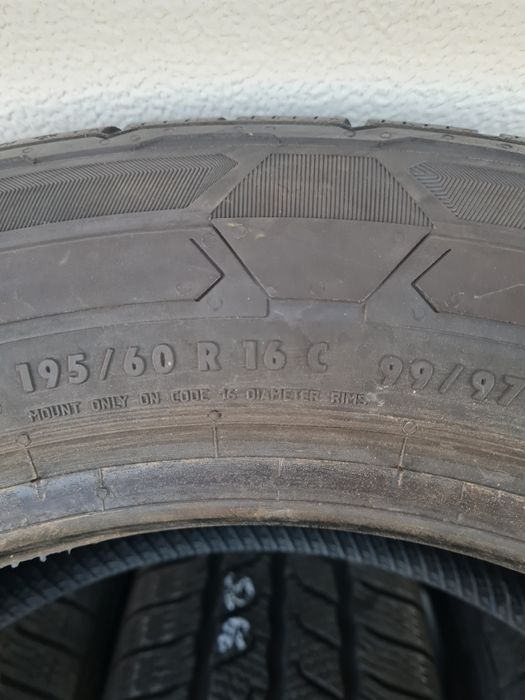 195/60 R 16 C 99/97
MOUNT ONLY ON CODE 16 DIAMETER RIMS